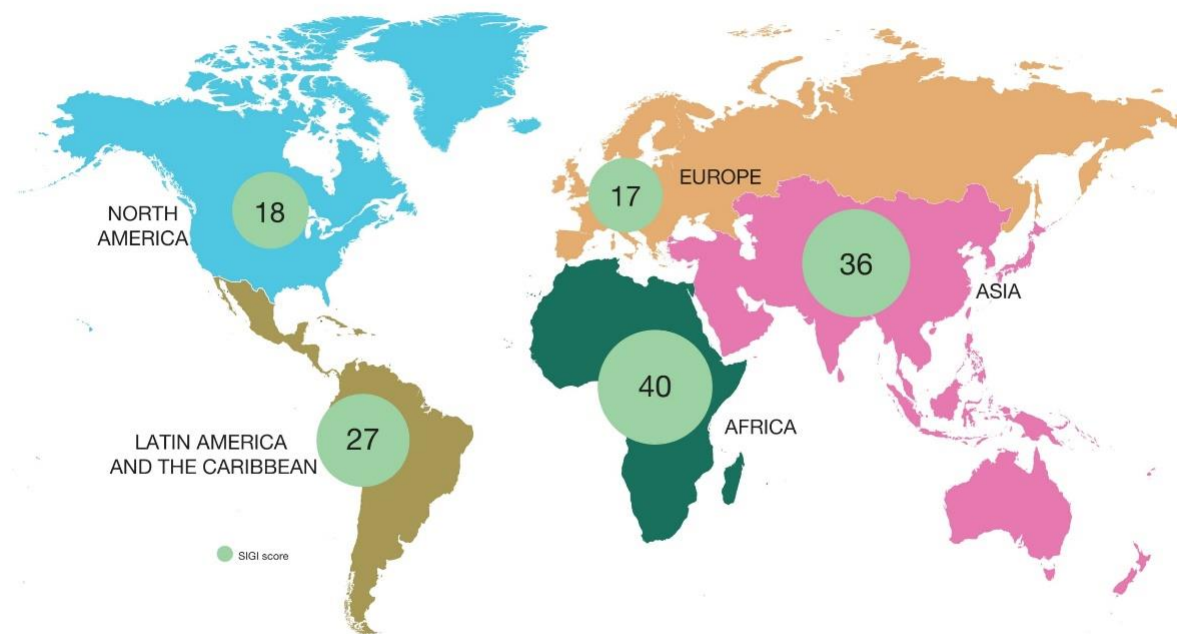 18
NORTH
AMERICA
17
EUROPE
36
ASIA
40
AFRICA
27
LATIN AMERICA
AND THE CARIBBEAN
SIGI score